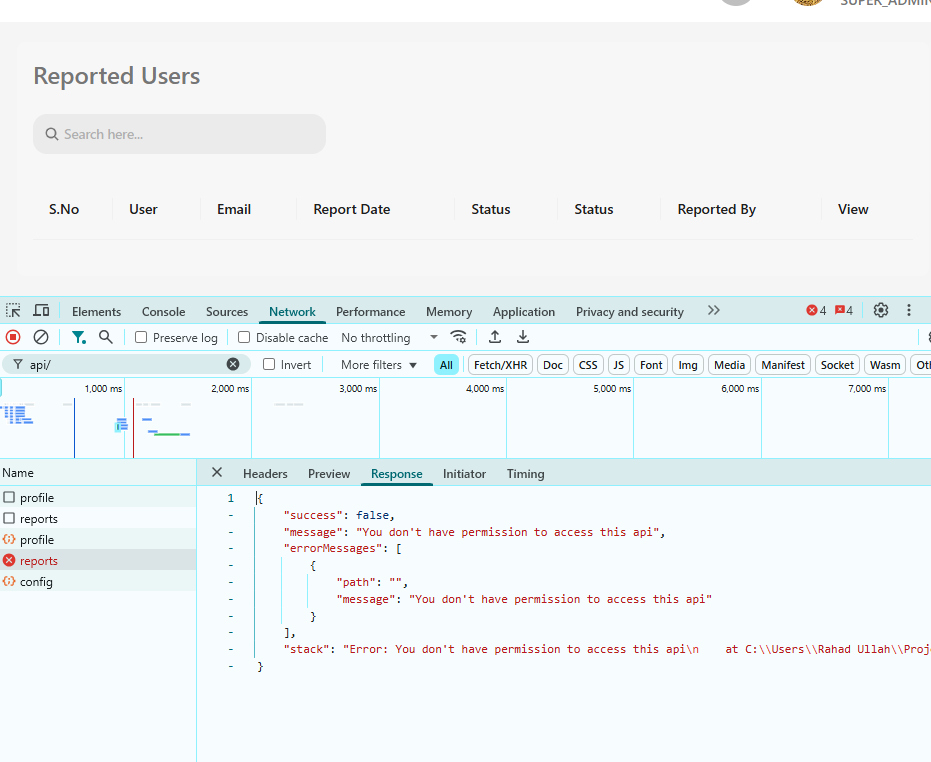 SUPER_ADMIN
Reported Users
Search here...
S.No User Email Report Date Status Status Reported By View
Elements Console Sources Network Performance Memory Application Privacy and security 4 4
Preserve log Disable cache No throttling
api/ Invert More filters All Fetch/XHR Doc CSS JS Font Img Media Manifest Socket Wasm Ot
1,000 ms 2,000 ms 3,000 ms 4,000 ms 5,000 ms 6,000 ms 7,000 ms
Name Headers Preview Response Initiator Timing
profile
reports
profile
reports
config
1 {
- "success": false,
- "message": "You don't have permission to access this api",
- "errorMessages": [
- {
- "path": "",
- "message": "You don't have permission to access this api"
- }
- ],
- "stack": "Error: You don't have permission to access this api\n    at C:\\Users\\Rahad Ullah\\Proj
- }